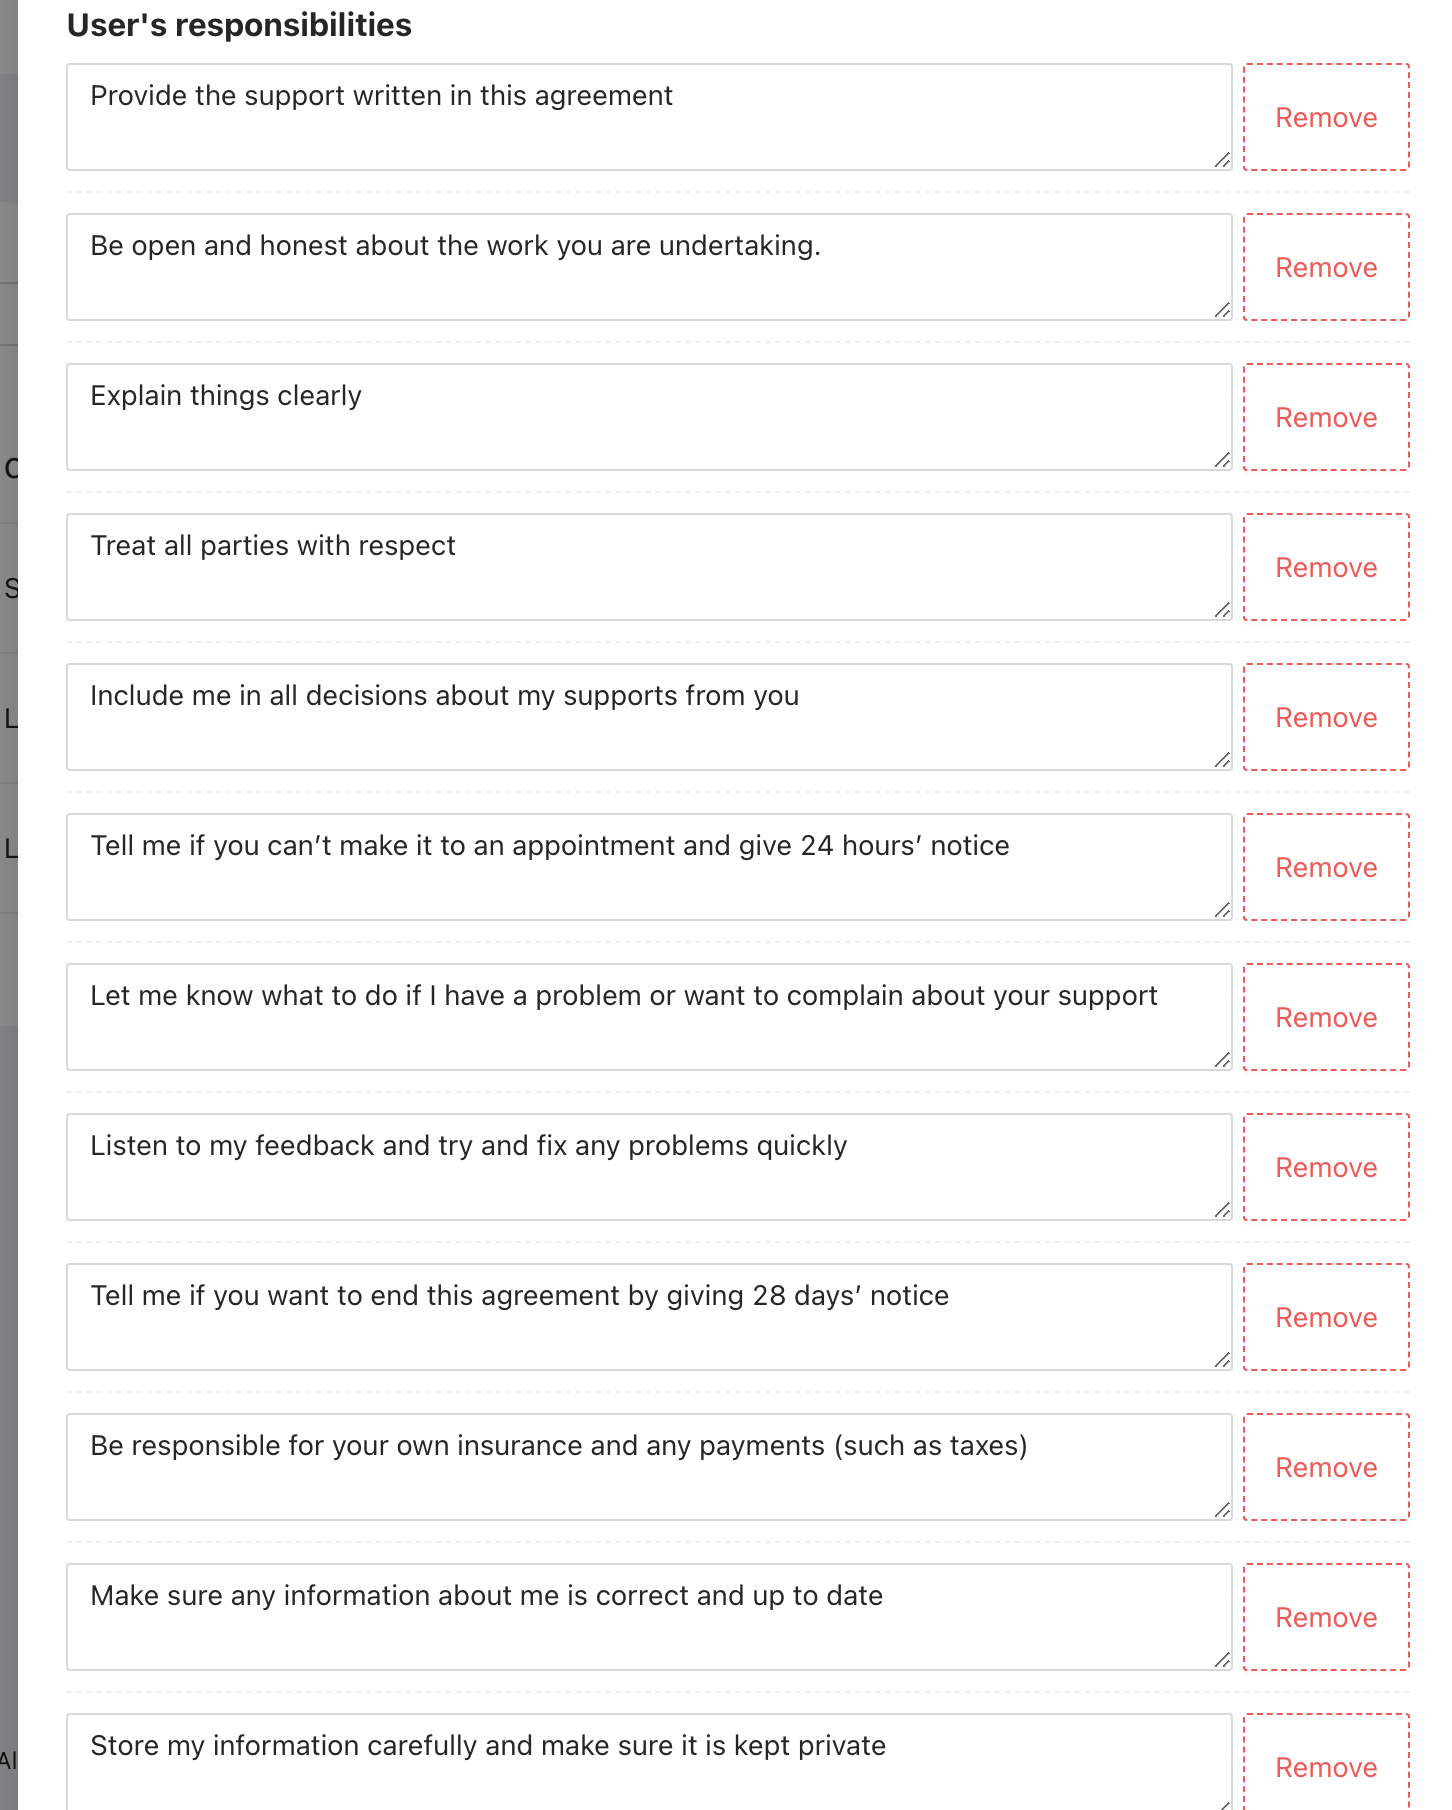 User's responsibilities
Provide the support written in this agreement
Remove
Be open and honest about the work you are undertaking.
Remove
Explain things clearly
Remove
Treat all parties with respect
Remove
Include me in all decisions about my supports from you
Remove
Tell me if you can’t make it to an appointment and give 24 hours’ notice
Remove
Let me know what to do if I have a problem or want to complain about your support
Remove
Listen to my feedback and try and fix any problems quickly
Remove
Tell me if you want to end this agreement by giving 28 days’ notice
Remove
Be responsible for your own insurance and any payments (such as taxes)
Remove
Make sure any information about me is correct and up to date
Remove
Store my information carefully and make sure it is kept private
Remove